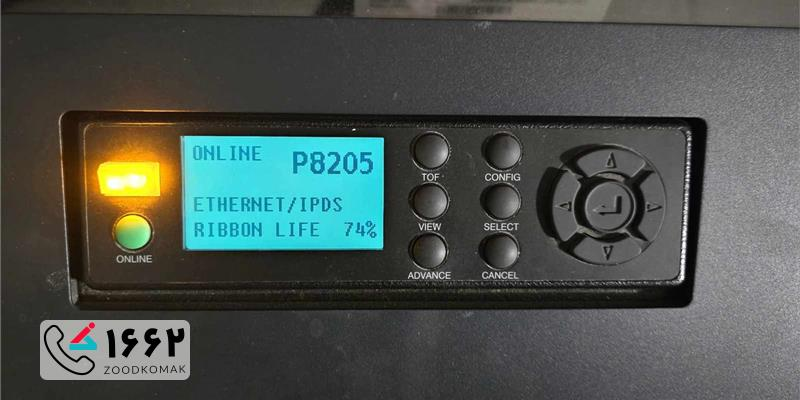 ONLINE
P8205
ETHERNET/IPDS
RIBBON LIFE 74%
ONLINE
TOF
CONFIG
VIEW
SELECT
ADVANCE
CANCEL
۱۶۶۲
ZOODKOMAK